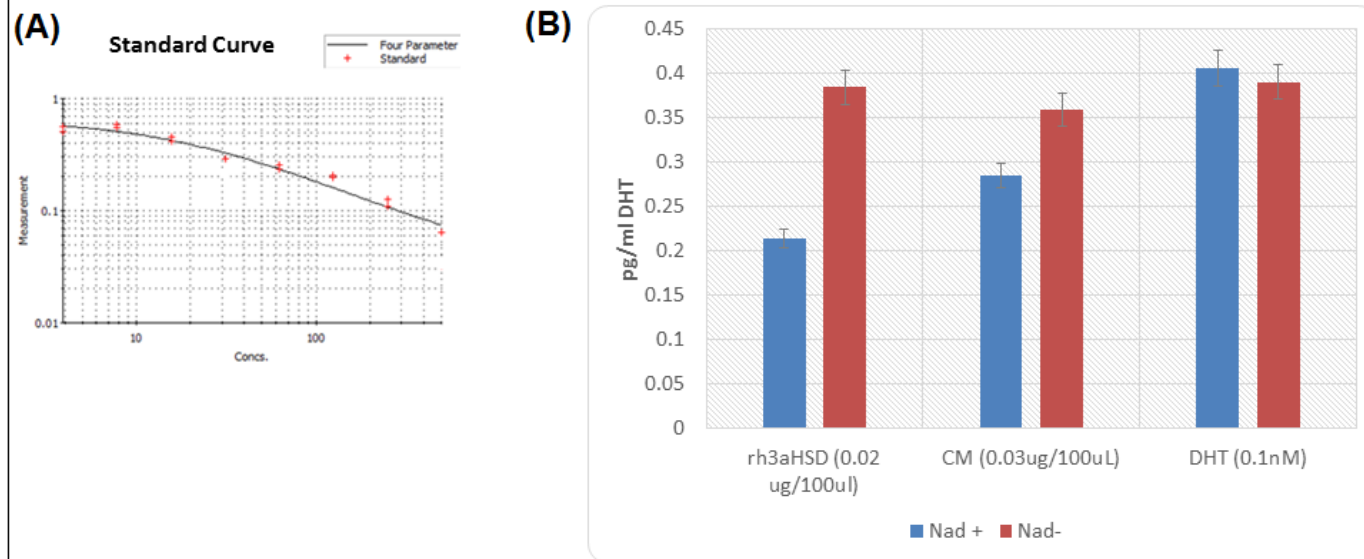 (A)
Standard Curve
Four Parameter
Standard
1
0.1
0.01
Measurement
10
100
Concs.
(B)
0.45
0.4
0.35
0.3
0.25
0.2
0.15
0.1
0.05
0
pg/ml DHT
rh3aHSD (0.02
ug/100ul)
CM (0.03ug/100uL)
DHT (0.1nM)
Nad +
Nad-